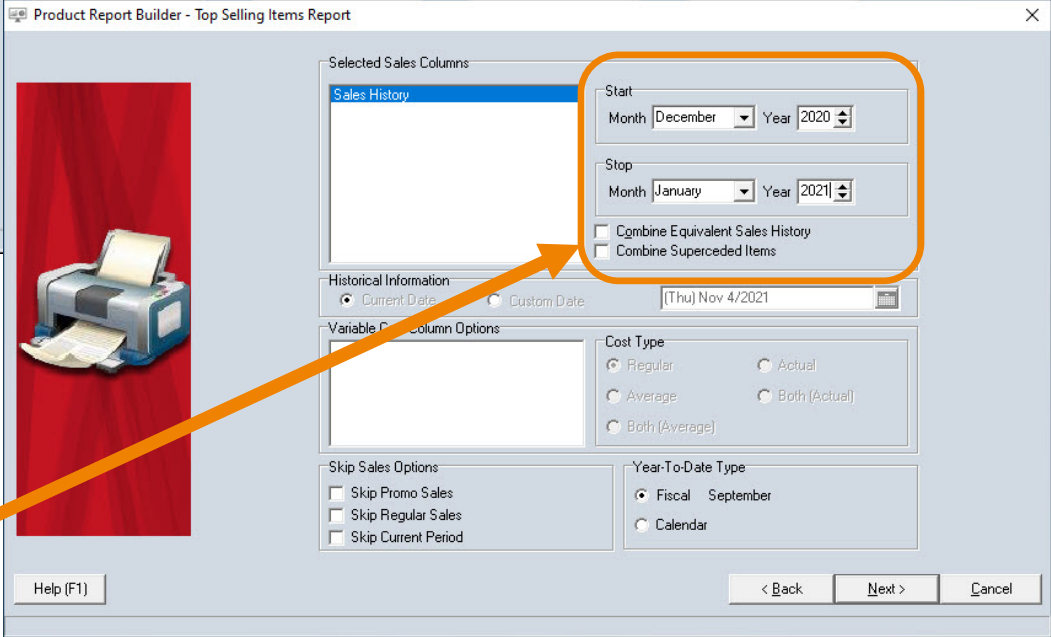 Product Report Builder - Top Selling Items Report
Selected Sales Columns
Sales History
Start
Month December Year 2020
Stop
Month January Year 2021
Combine Equivalent Sales History
Combine Superceded Items
Historical Information
Current Date Custom Date (Thu) Nov 4/2021
Variable Column Options
Cost Type
Regular Actual
Average Both (Actual)
Both (Average)
Skip Sales Options
Skip Promo Sales
Skip Regular Sales
Skip Current Period
Year-To-Date Type
Fiscal September
Calendar
Help (F1) < Back Next > Cancel